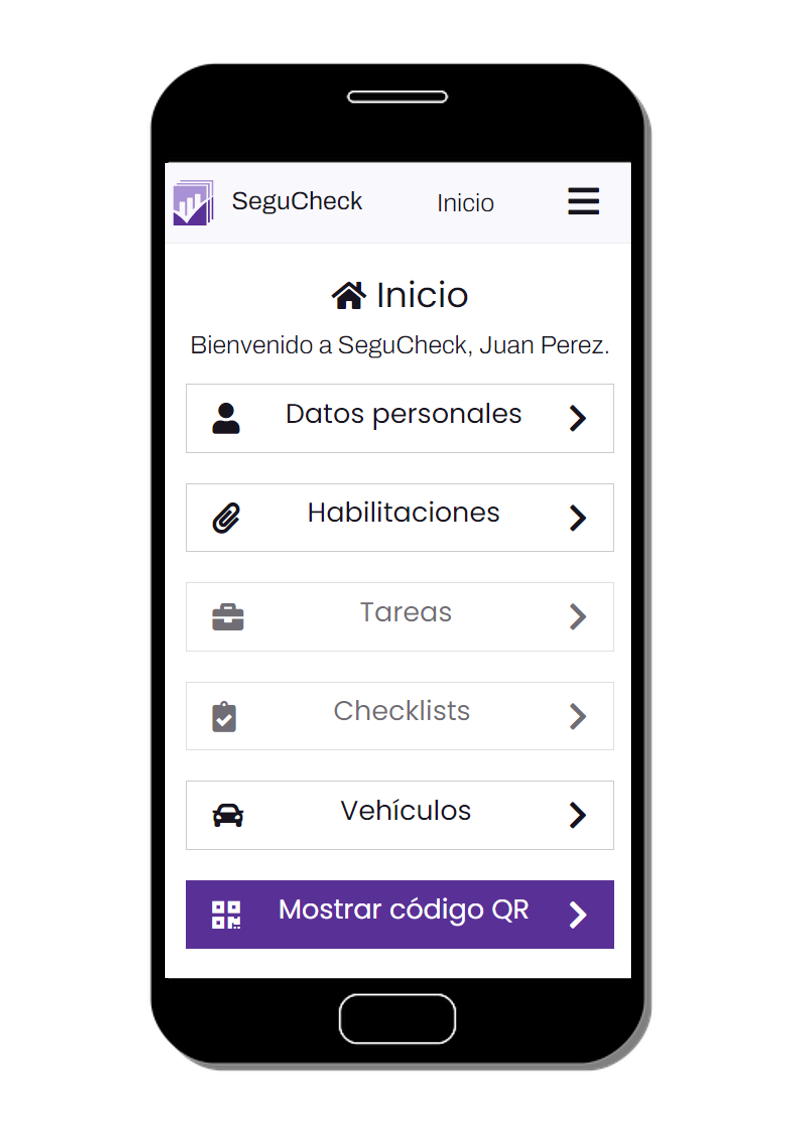 SeguCheck
Inicio
Inicio
Bienvenido a SeguCheck, Juan Perez.
Datos personales
Habilitaciones
Tareas
Checklists
Vehículos
Mostrar código QR